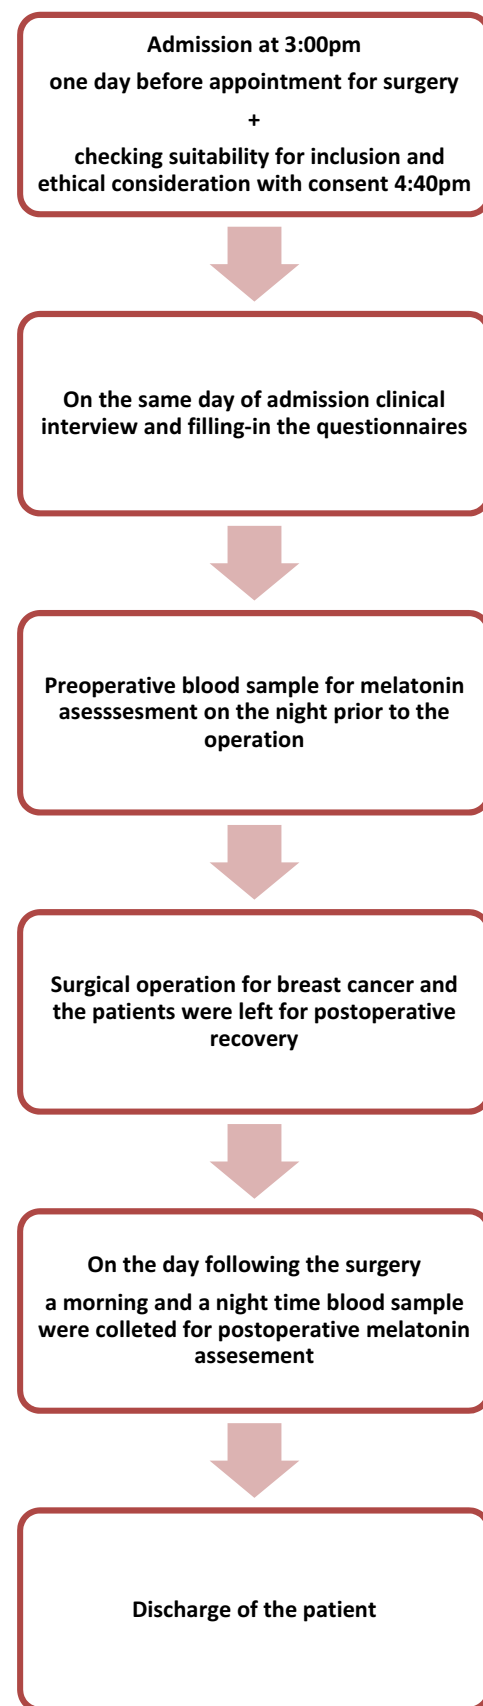 Admission at 3:00pm
one day before appointment for surgery
+
checking suitability for inclusion and
ethical consideration with consent 4:40pm
On the same day of admission clinical
interview and filling-in the questionnaires
Preoperative blood sample for melatonin
asesssesment on the night prior to the
operation
Surgical operation for breast cancer and
the patients were left for postoperative
recovery
On the day following the surgery
a morning and a night time blood sample
were colleted for postoperative melatonin
assesement
Discharge of the patient